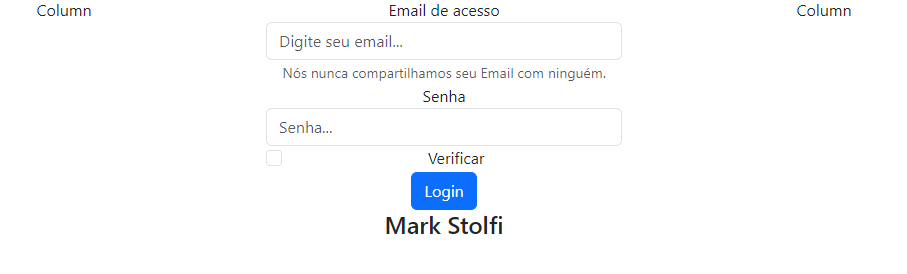 Column Email de acesso Column
Digite seu email...
Nós nunca compartilhamos seu Email com ninguém.
Senha
Senha...
Verificar
Login
Mark Stolfi